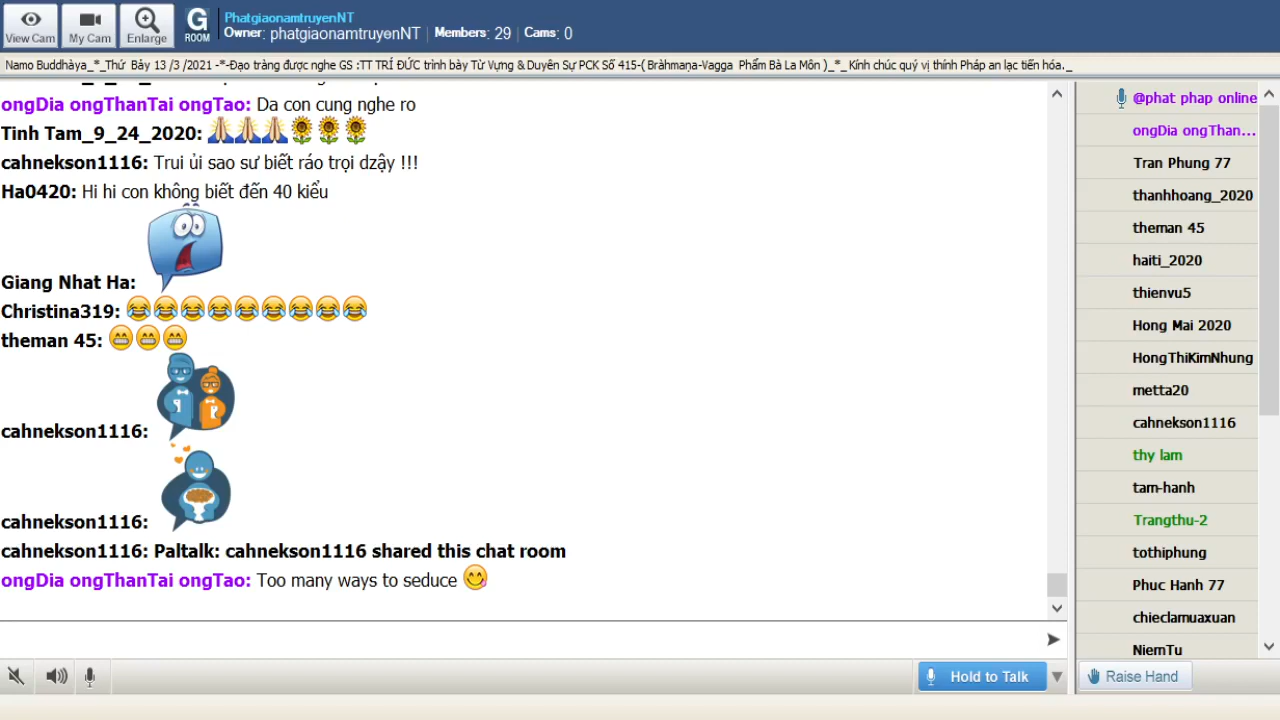 View Cam
My Cam
Enlarge
G
ROOM
PhatgiaonamtruyenNT
Owner: phatgiaonamtruyenNT | Members: 29 | Cams: 0
Namo Buddhàya_*_Thứ Bảy 13 /3 /2021 -*-Đạo tràng được nghe GS :TT TRÍ ĐỨC trình bày Từ Vựng & Duyên Sự PCK Số 415-( Bràhmaṇa-Vagga Phẩm Bà La Môn )_*_ Kính chúc quý vị thính Pháp an lạc tiến hóa._
ongDia ongThanTai ongTao: Da con cung nghe ro
Tinh Tam_9_24_2020:
cahnekson1116: Trui ủi sao sư biết ráo trọi dzậy !!!
Ha0420: Hi hi con không biết đến 40 kiểu
Giang Nhat Ha:
Christina319:
theman 45:
cahnekson1116:
cahnekson1116:
cahnekson1116: Paltalk: cahnekson1116 shared this chat room
ongDia ongThanTai ongTao: Too many ways to seduce
@phat phap online
ongDia ongThan...
Tran Phung 77
thanhhoang_2020
theman 45
haiti_2020
thienvu5
Hong Mai 2020
HongThiKimNhung
metta20
cahnekson1116
thy lam
tam-hanh
Trangthu-2
tothiphung
Phuc Hanh 77
chieclamuaxuan
NiemTu
Hold to Talk
Raise Hand